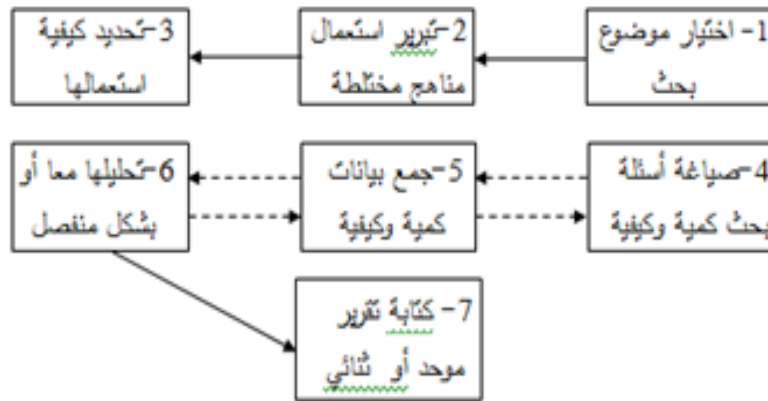 1- اختيار موضوع
بحث
2-تبرير استعمال
مناهج مختلطة
3-تحديد كيفية
استعمالها
4-صياغة أسئلة
بحث كمية وكيفية
5-جمع بيانات
كمية وكيفية
6-تحليلها معا أو
بشكل منفصل
7- كتابة تقرير
موحد أو ثنائي